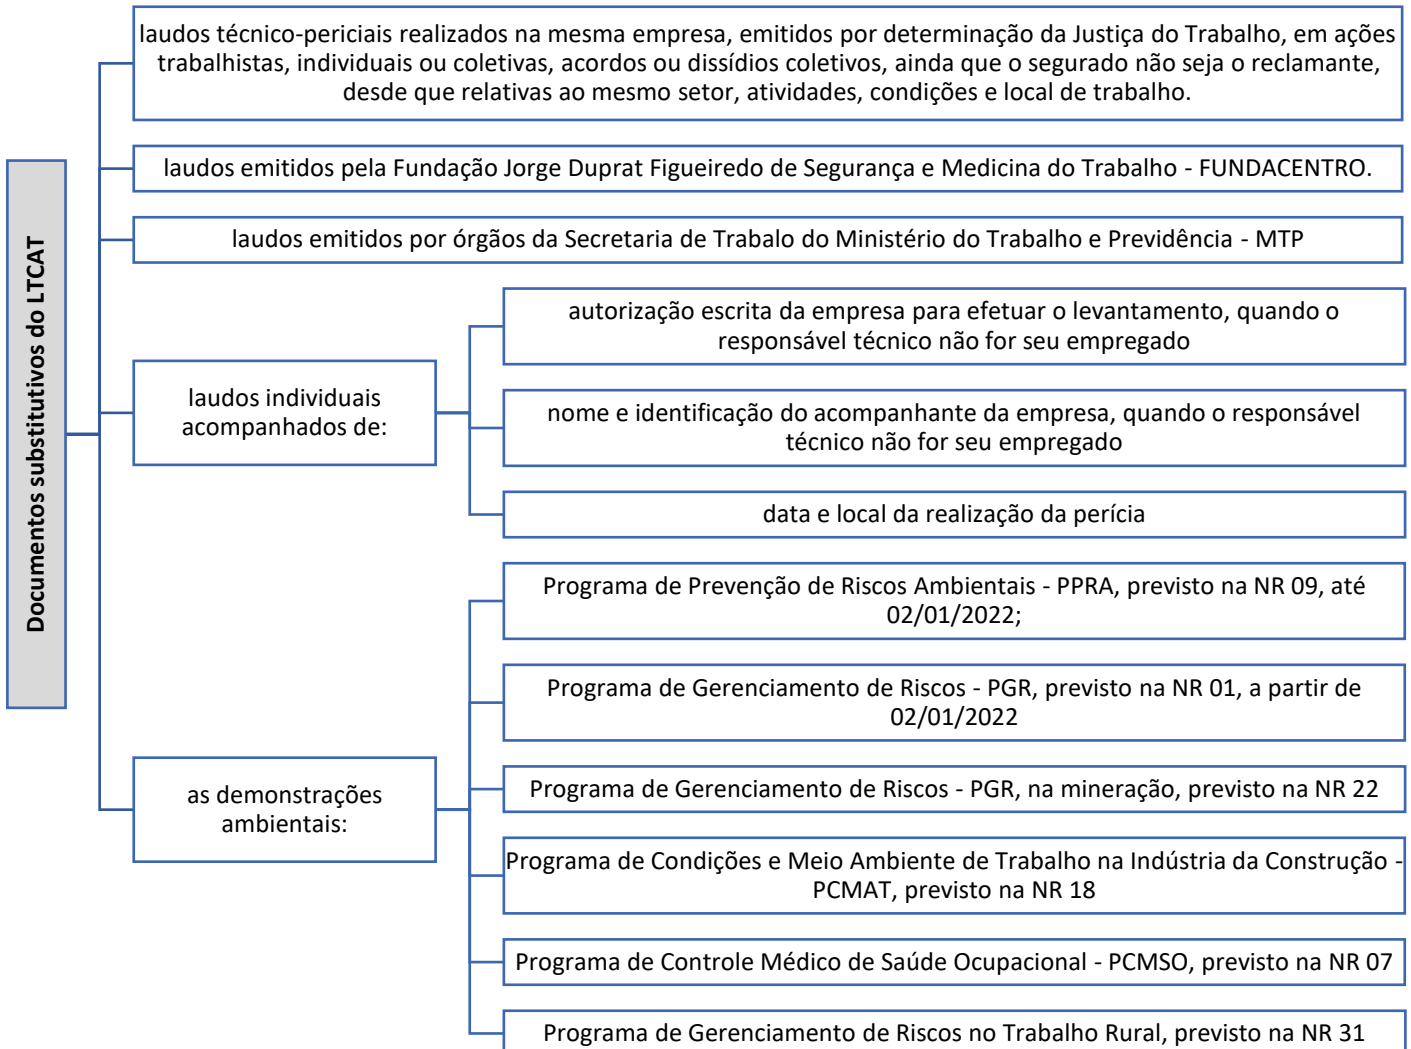 Documentos substitutivos do LTCAT
laudos técnico-periciais realizados na mesma empresa, emitidos por determinação da Justiça do Trabalho, em ações
trabalhistas, individuais ou coletivas, acordos ou dissídios coletivos, ainda que o segurado não seja o reclamante,
desde que relativas ao mesmo setor, atividades, condições e local de trabalho.
laudos emitidos pela Fundação Jorge Duprat Figueiredo de Segurança e Medicina do Trabalho - FUNDACENTRO.
laudos emitidos por órgãos da Secretaria de Trabalo do Ministério do Trabalho e Previdência - MTP
laudos individuais
acompanhados de:
autorização escrita da empresa para efetuar o levantamento, quando o
responsável técnico não for seu empregado
nome e identificação do acompanhante da empresa, quando o responsável
técnico não for seu empregado
data e local da realização da perícia
as demonstrações
ambientais:
Programa de Prevenção de Riscos Ambientais - PPRA, previsto na NR 09, até
02/01/2022;
Programa de Gerenciamento de Riscos - PGR, previsto na NR 01, a partir de
02/01/2022
Programa de Gerenciamento de Riscos - PGR, na mineração, previsto na NR 22
Programa de Condições e Meio Ambiente de Trabalho na Indústria da Construção -
PCMAT, previsto na NR 18
Programa de Controle Médico de Saúde Ocupacional - PCMSO, previsto na NR 07
Programa de Gerenciamento de Riscos no Trabalho Rural, previsto na NR 31